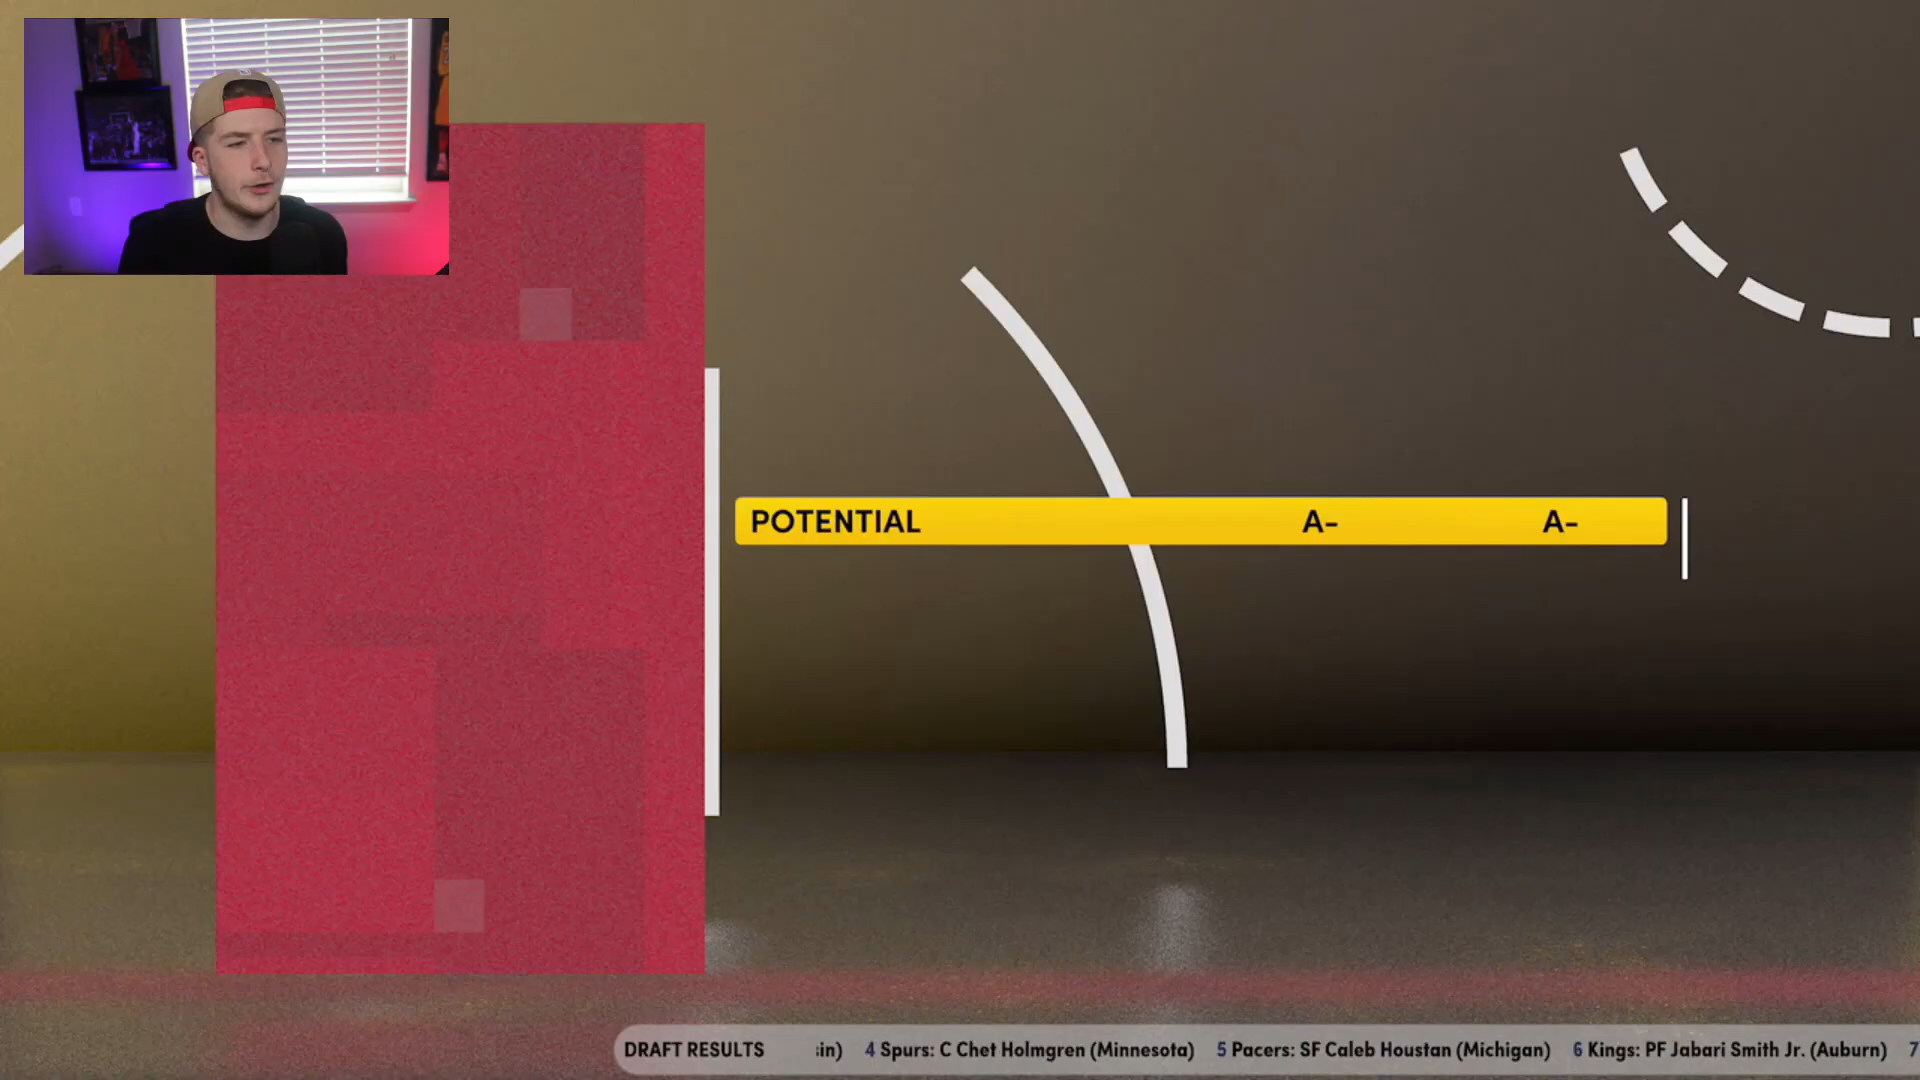 POTENTIAL A- A-
DRAFT RESULTS in) 4 Spurs: C Chet Holmgren (Minnesota) 5 Pacers: SF Caleb Houstan (Michigan) 6 Kings: PF Jabari Smith Jr. (Auburn) 7